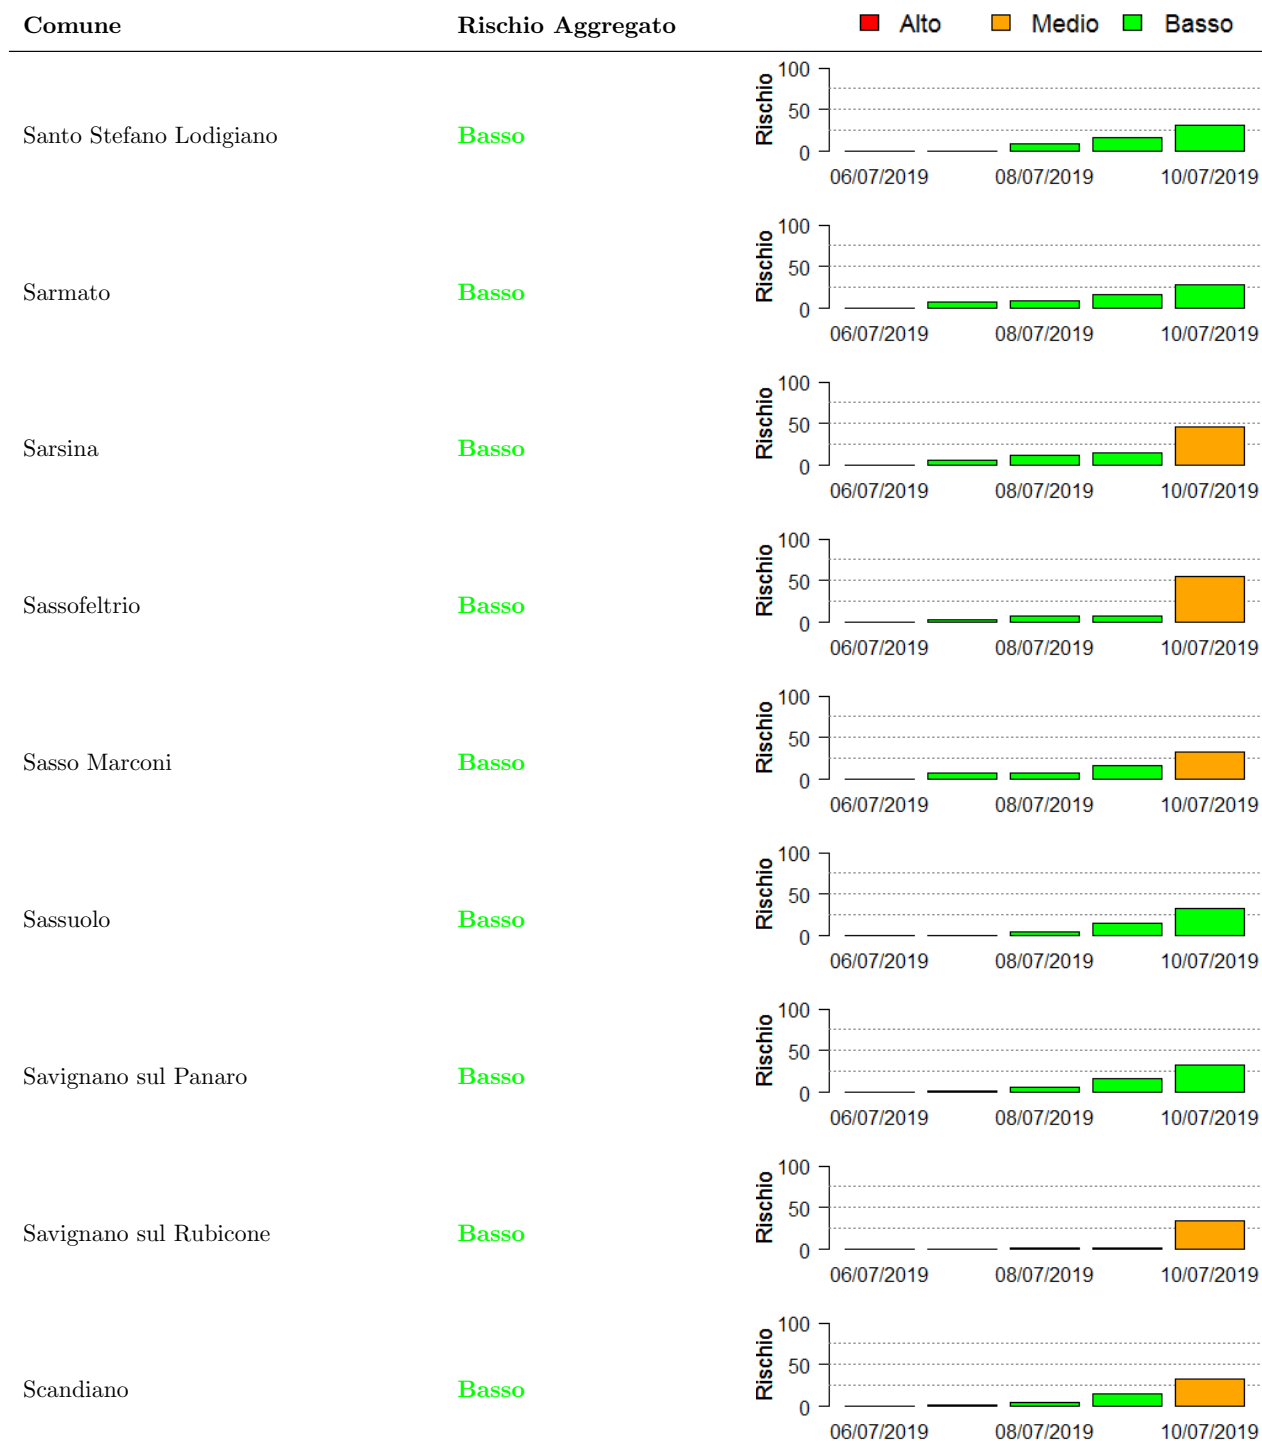 Comune Rischio Aggregato Alto Medio Basso
Santo Stefano Lodigiano Basso
Rischio
100
50
0
06/07/2019 08/07/2019 10/07/2019
Sarmato Basso
Rischio
100
50
0
06/07/2019 08/07/2019 10/07/2019
Sarsina Basso
Rischio
100
50
0
06/07/2019 08/07/2019 10/07/2019
Sassofeltrio Basso
Rischio
100
50
0
06/07/2019 08/07/2019 10/07/2019
Sasso Marconi Basso
Rischio
100
50
0
06/07/2019 08/07/2019 10/07/2019
Sassuolo Basso
Rischio
100
50
0
06/07/2019 08/07/2019 10/07/2019
Savignano sul Panaro Basso
Rischio
100
50
0
06/07/2019 08/07/2019 10/07/2019
Savignano sul Rubicone Basso
Rischio
100
50
0
06/07/2019 08/07/2019 10/07/2019
Scandiano Basso
Rischio
100
50
0
06/07/2019 08/07/2019 10/07/2019